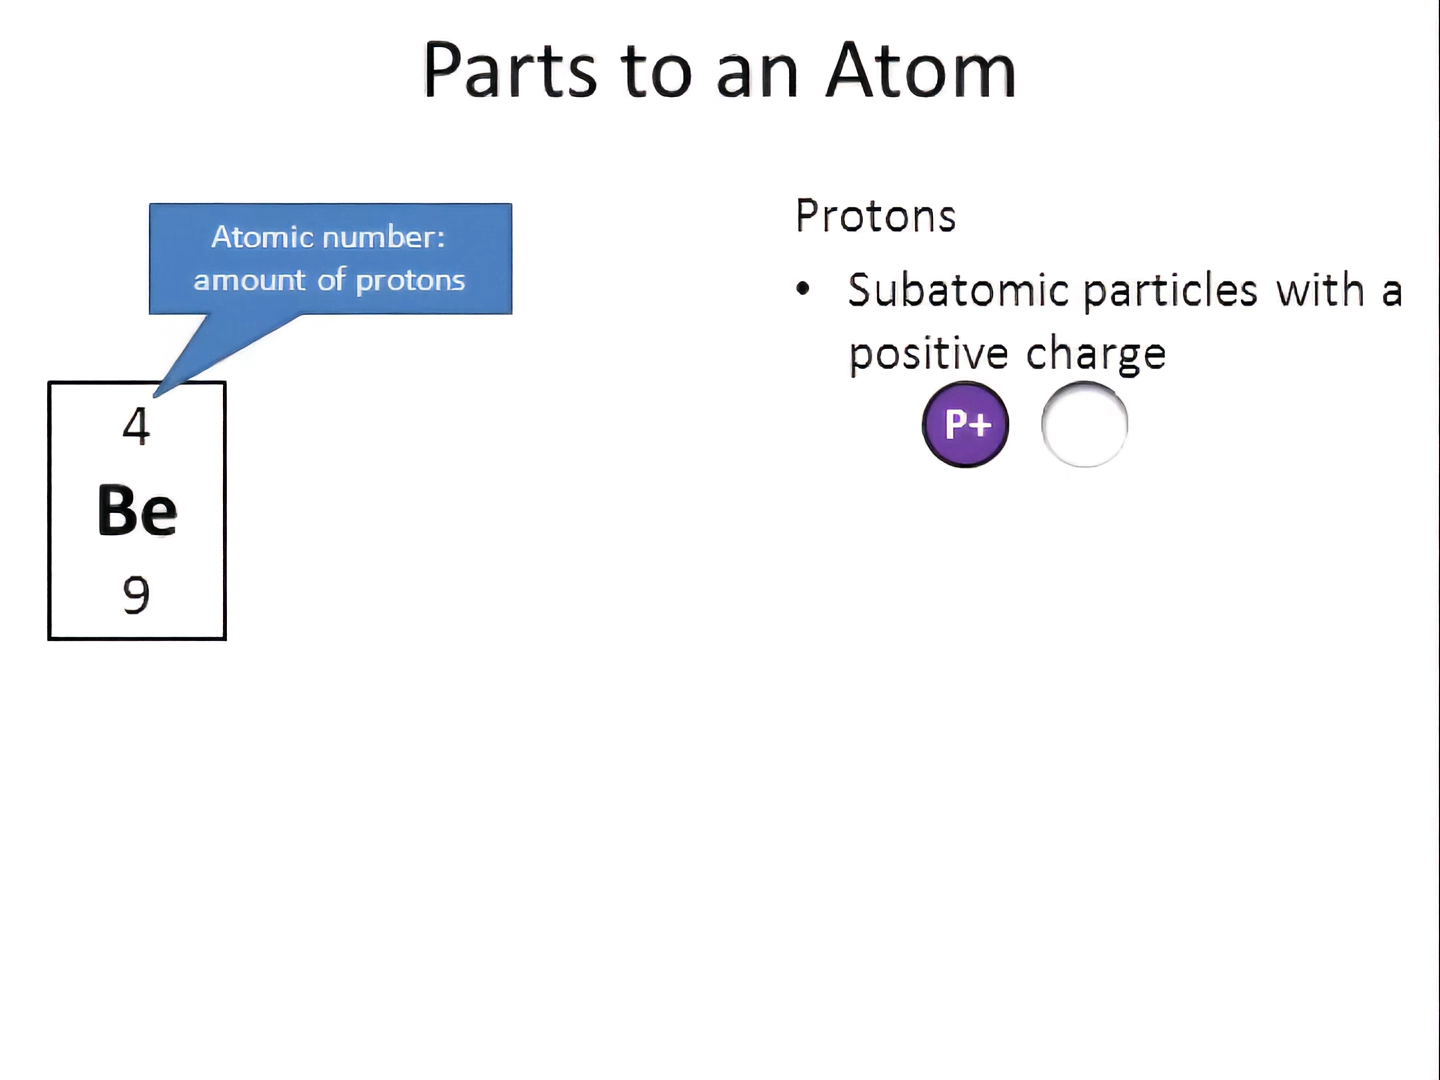 Parts to an Atom
Atomic number:
amount of protons
4
Be
9
Protons
• Subatomic particles with a
positive charge
P+